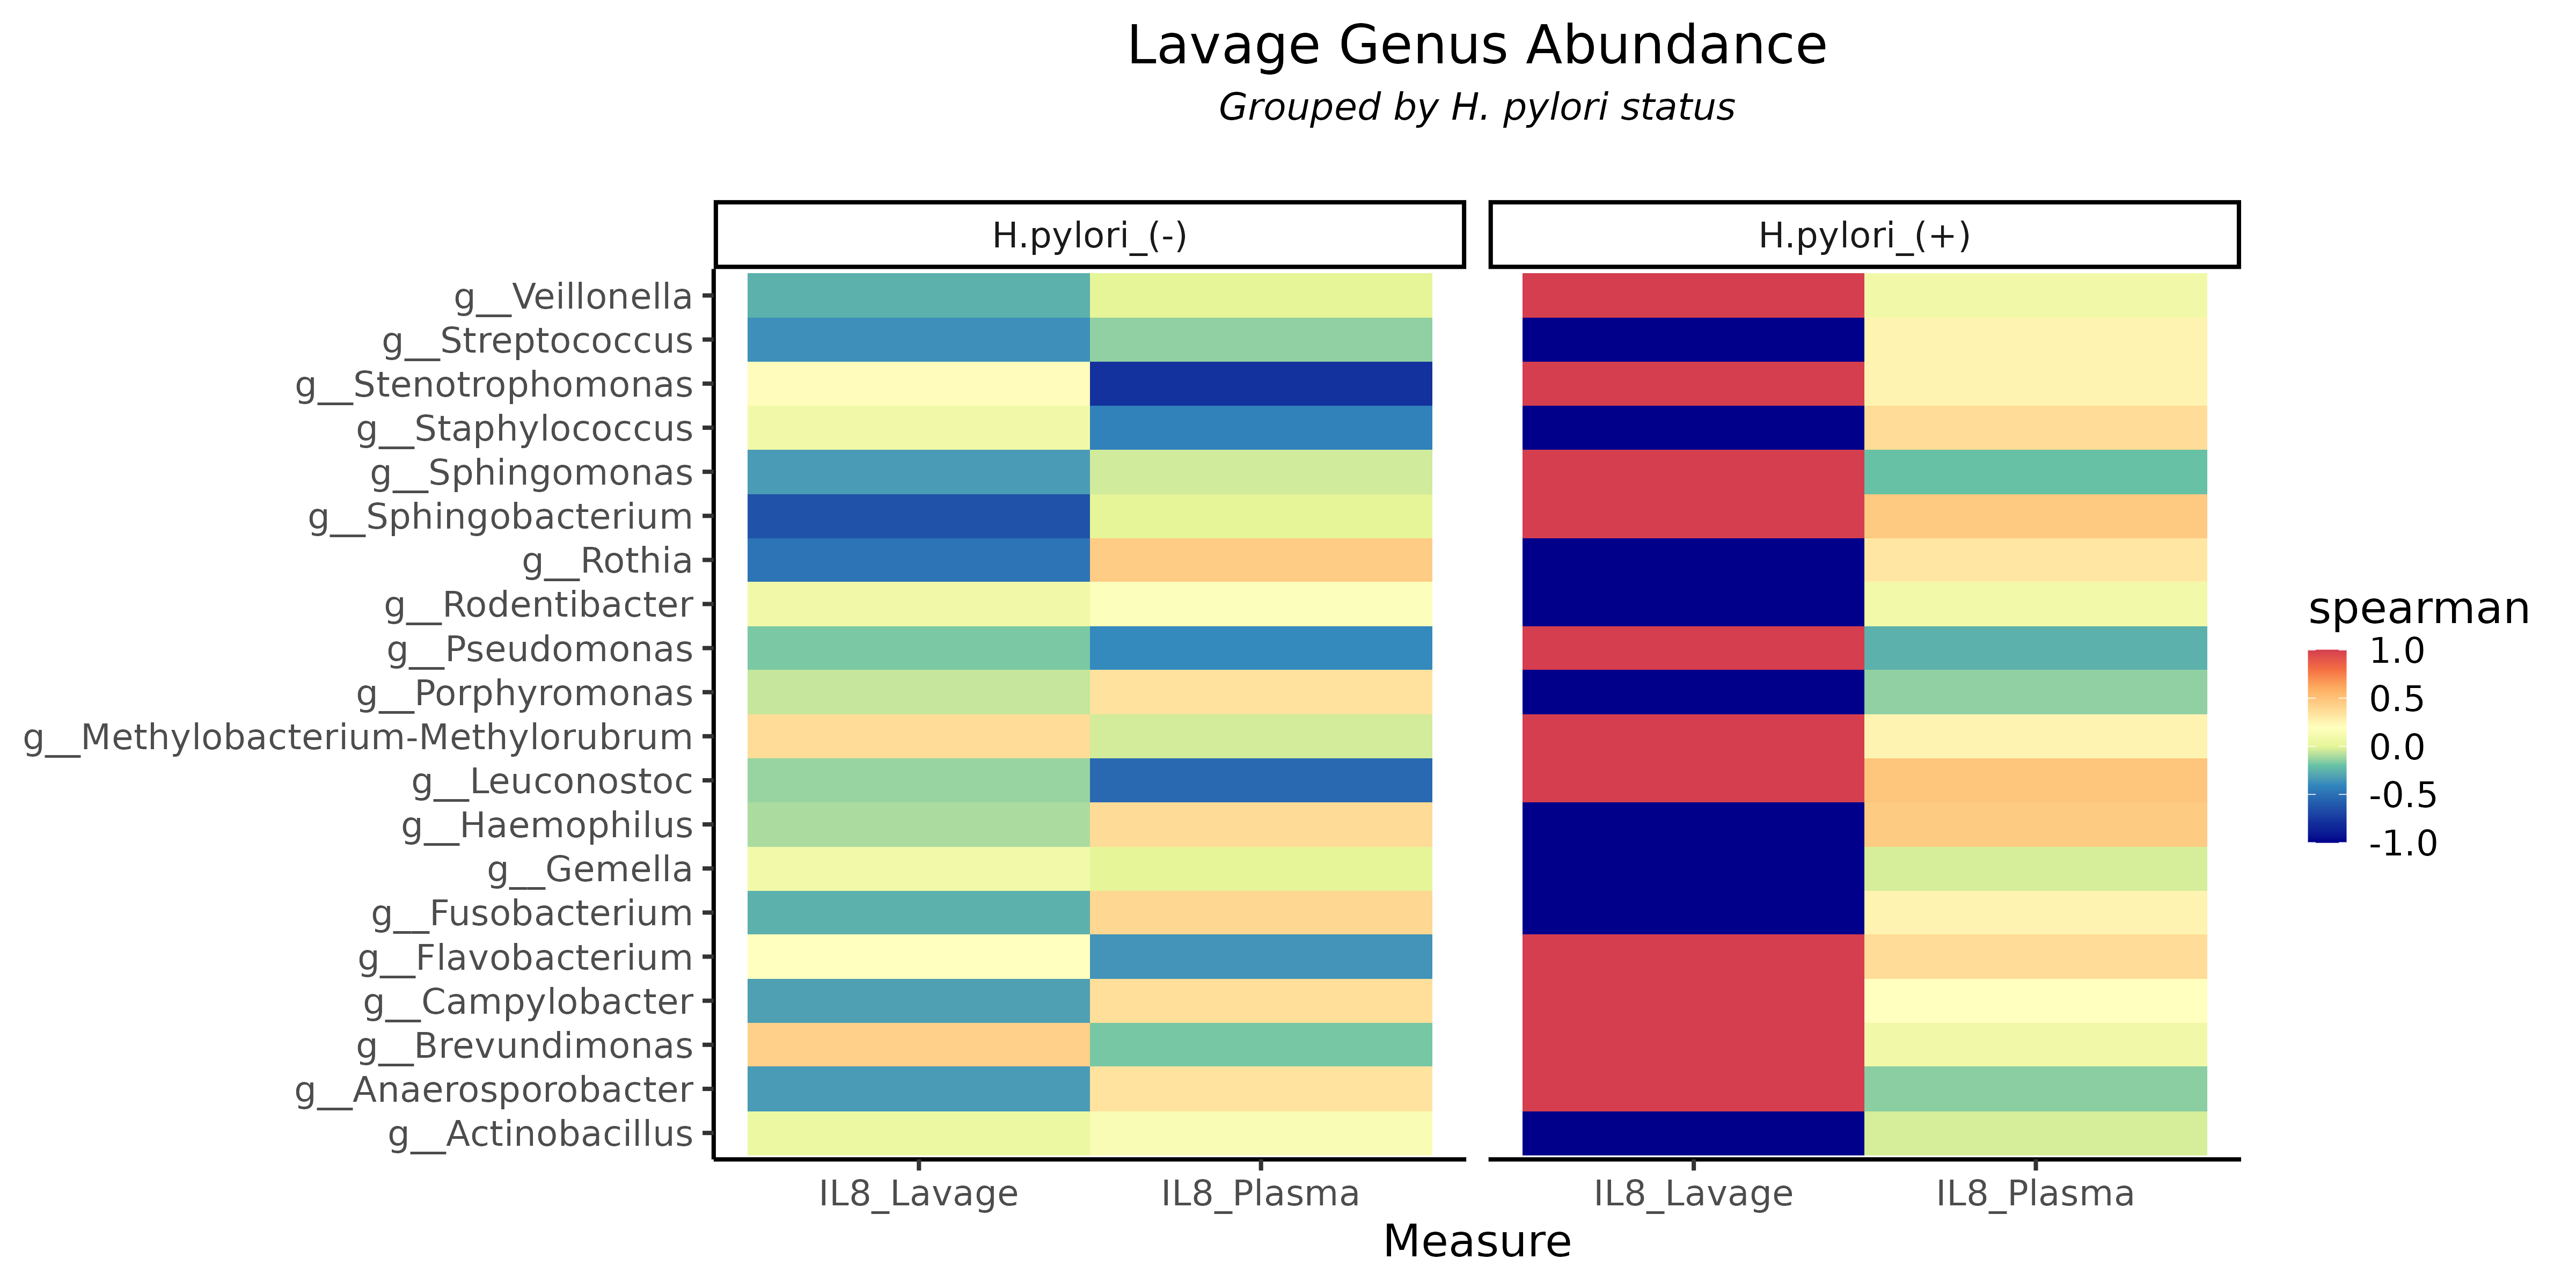 Lavage Genus Abundance
Grouped by H. pylori status
H.pylori_(-)
H.pylori_(+)
g__Veillonella
g__Streptococcus
g__Stenotrophomonas
g__Staphylococcus
g__Sphingomonas
g__Sphingobacterium
g__Rothia
g__Rodentibacter
g__Pseudomonas
g__Porphyromonas
g__Methylobacterium-Methylorubrum
g__Leuconostoc
g__Haemophilus
g__Gemella
g__Fusobacterium
g__Flavobacterium
g__Campylobacter
g__Brevundimonas
g__Anaerosporobacter
g__Actinobacillus
IL8_Lavage
IL8_Plasma
IL8_Lavage
IL8_Plasma
Measure
spearman
1.0
0.5
0.0
-0.5
-1.0